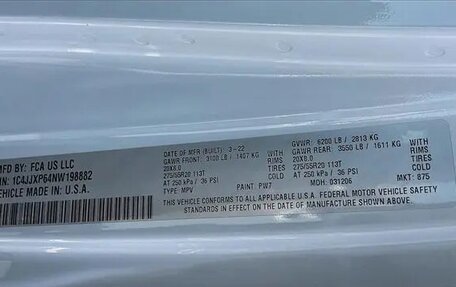 MFD BY: FCA US LLC
DATE OF MFR (BUILT): 3-22
GVWR: 6200 LB / 2813 KG
GAWR FRONT: 3100 LB / 1407 KG WITH
GAWR REAR: 3550 LB / 1611 KG WITH
20X8.0 RIMS
20X8.0 RIMS
275/55R20 113T TIRES
275/55R20 113T TIRES
AT 250 kPa / 36 PSI COLD
AT 250 kPa / 36 PSI COLD
1C4JJXP64NW198882
TYPE: MPV
PAINT: PW7
MDH: 031206
MKT: 875
VEHICLE MADE IN U.S.A.
THIS VEHICLE CONFORMS TO ALL APPLICABLE U.S.A. FEDERAL MOTOR VEHICLE SAFETY
STANDARDS IN EFFECT ON THE DATE OF MANUFACTURE SHOWN ABOVE.